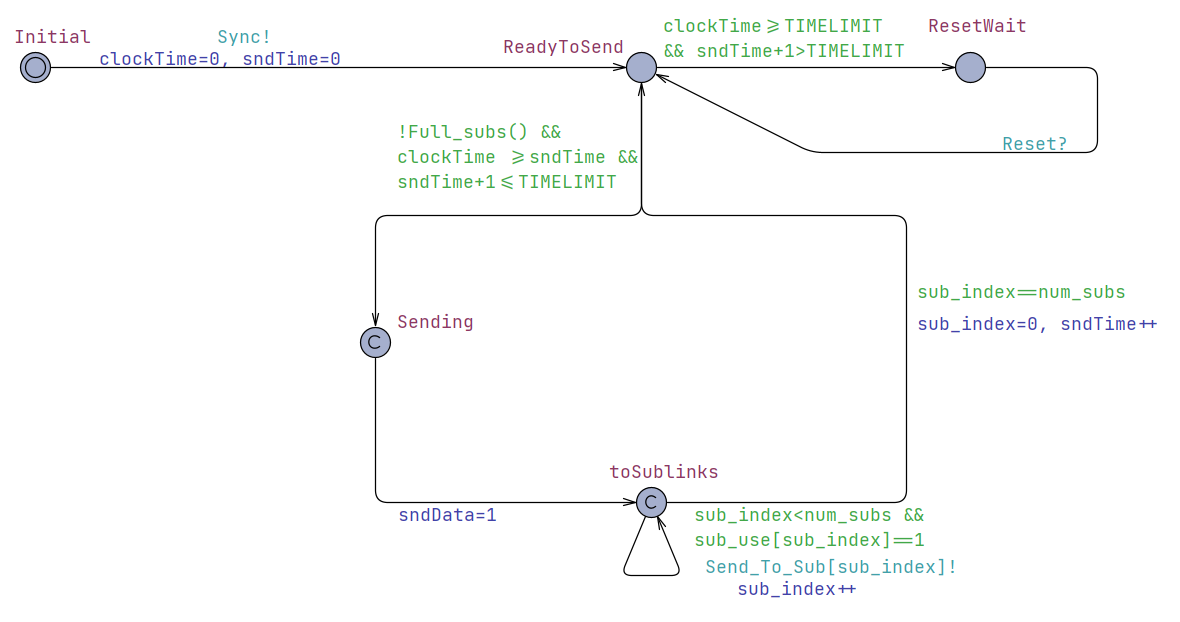 Initial
Sync!
clockTime=0, sndTime=0
ReadyToSend
clockTime≥TIMELIMIT
&& sndTime+1>TIMELIMIT
ResetWait
Reset?
!Full_subs() &&
clockTime ≥sndTime &&
sndTime+1≤TIMELIMIT
Sending
C
sub_index==num_subs
sub_index=0, sndTime++
toSublinks
C
sndData=1
sub_index<num_subs &&
sub_use[sub_index]==1
Send_To_Sub[sub_index]!
sub_index++